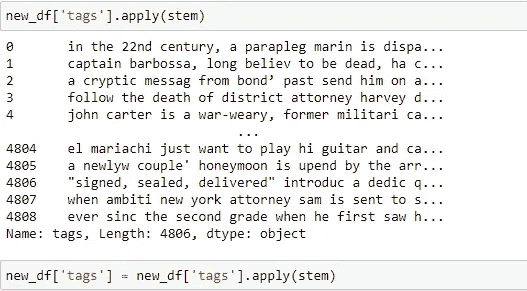 new_df['tags'].apply(stem)
0       in the 22nd century, a parapleg marin is dispa...
1       captain barbossa, long believ to be dead, ha c...
2       a cryptic messag from bond’ past send him on a...
3       follow the death of district attorney harvey d...
4       john carter is a war-weary, former militari ca...
                              ...
4804    el mariachi just want to play hi guitar and ca...
4805    a newlyw couple' honeymoon is upend by the arr...
4806    "signed, sealed, delivered" introduc a dedic q...
4807    when ambiti new york attorney sam is sent to s...
4808    ever sinc the second grade when he first saw h...
Name: tags, Length: 4806, dtype: object
new_df['tags'] = new_df['tags'].apply(stem)